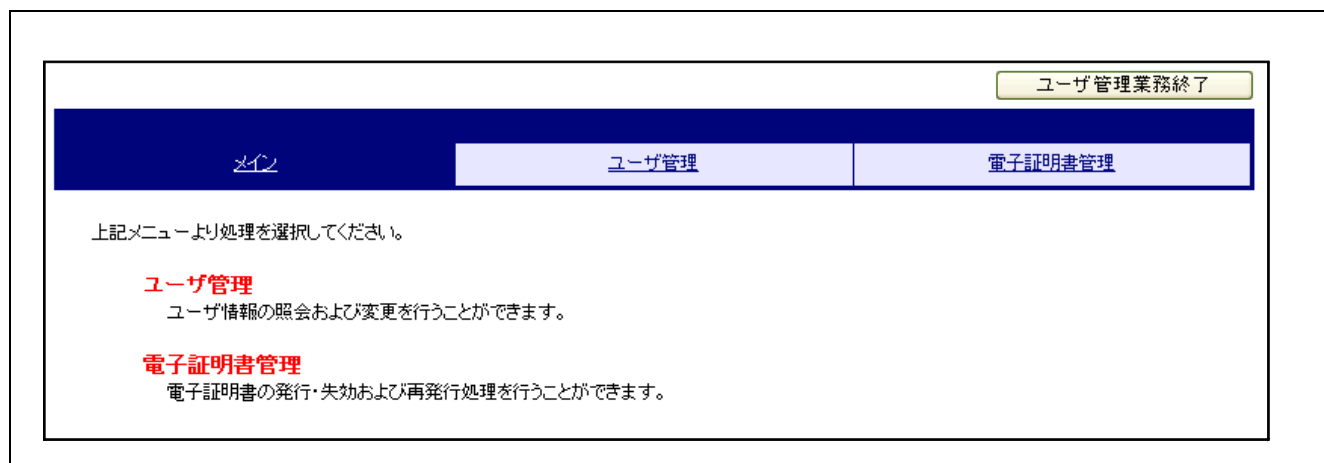 ユーザ管理業務終了
メイン ユーザ管理 電子証明書管理
上記メニューより処理を選択してください。
ユーザ管理
ユーザ情報の照会および変更を行うことができます。
電子証明書管理
電子証明書の発行・失効および再発行処理を行うことができます。